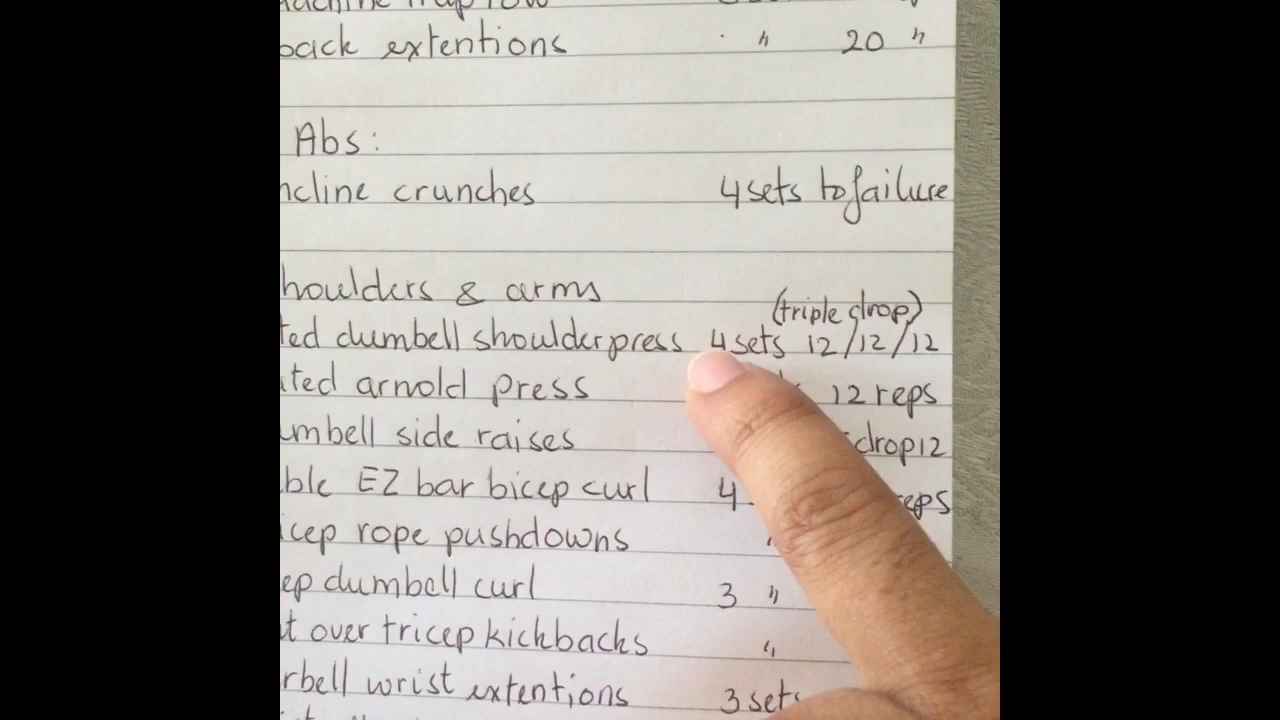 back extentions " 20 "
Abs:
incline crunches 4 sets to failure
houlders & arms
(triple drop)
ted dumbell shoulderpress 4 sets 12/12/12
ated arnold press 12 reps
umbell side raises drop 12
ble EZ bar bicep curl 4 reps
icep rope pushdowns "
ep dumbell curl 3 "
t over tricep kickbacks "
rbell wrist extentions 3 sets